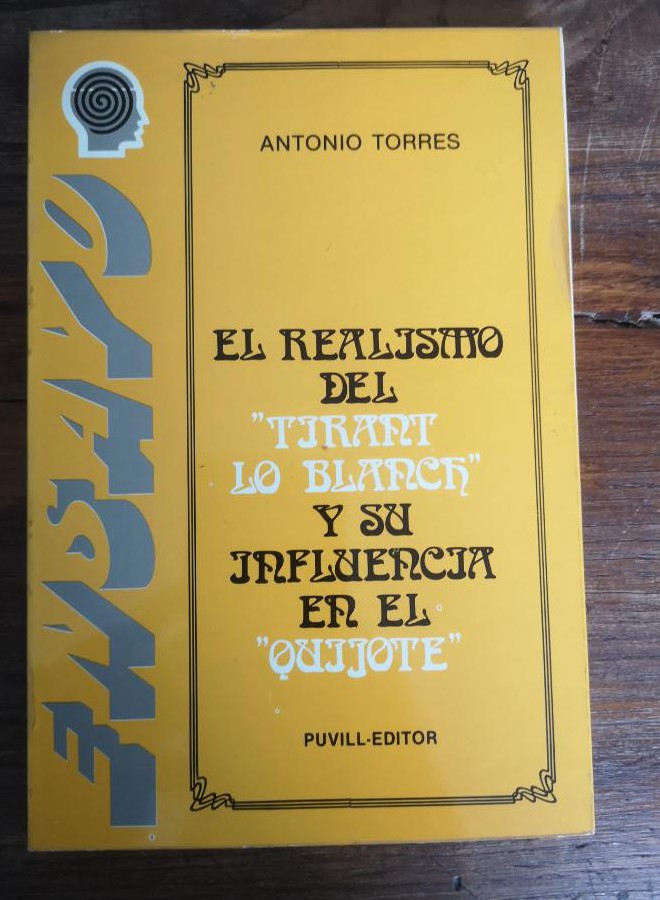 ENSAYO
ANTONIO TORRES
EL REALISMO
DEL
"TIRANT
LO BLANCH"
Y SU
INFLUENCIA
EN EL
"QUIJOTE"
PUVILL-EDITOR